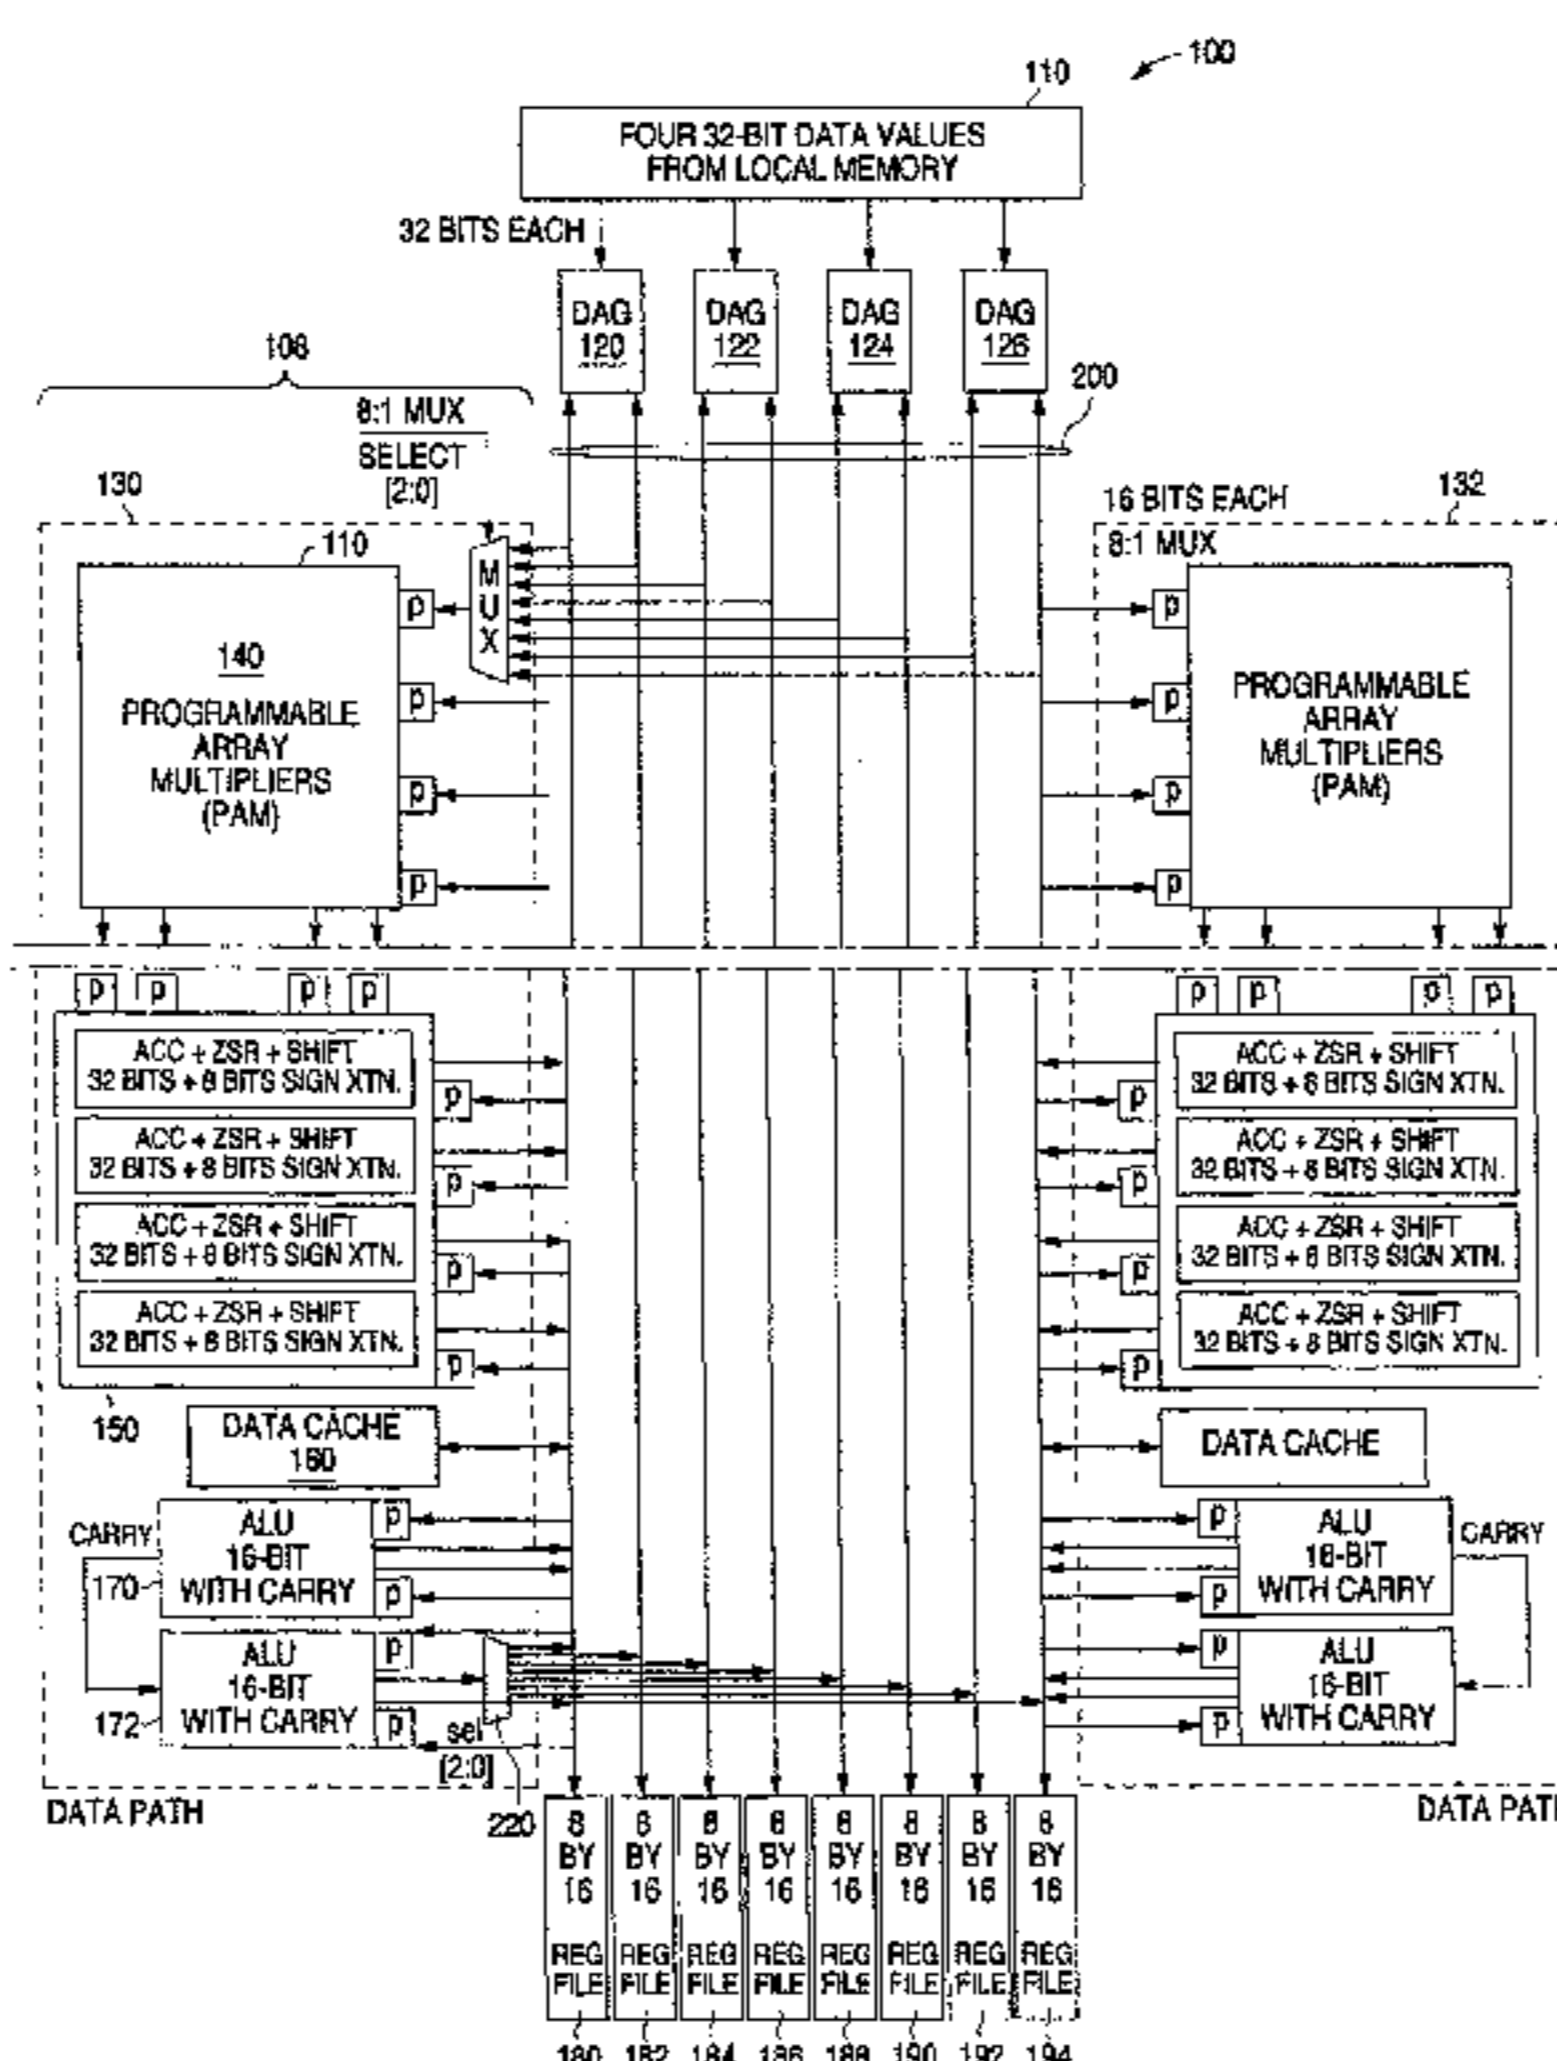 100
110
FOUR 32-BIT DATA VALUES
FROM LOCAL MEMORY
32 BITS EACH
DAG
120
DAG
122
DAG
124
DAG
126
108
200
8:1 MUX
SELECT
[2:0]
130
16 BITS EACH
132
110
MUX
8:1 MUX
p
p
p
p
140
PROGRAMMABLE
ARRAY
MULTIPLIERS
(PAM)
p
p
p
p
PROGRAMMABLE
ARRAY
MULTIPLIERS
(PAM)
p p p p
p p p p
ACC + ZSR + SHIFT
32 BITS + 8 BITS SIGN XTN.
p
ACC + ZSR + SHIFT
32 BITS + 8 BITS SIGN XTN.
p
ACC + ZSR + SHIFT
32 BITS + 8 BITS SIGN XTN.
p
ACC + ZSR + SHIFT
32 BITS + 8 BITS SIGN XTN.
p
ACC + ZSR + SHIFT
32 BITS + 8 BITS SIGN XTN.
p
ACC + ZSR + SHIFT
32 BITS + 8 BITS SIGN XTN.
p
ACC + ZSR + SHIFT
32 BITS + 8 BITS SIGN XTN.
p
ACC + ZSR + SHIFT
32 BITS + 8 BITS SIGN XTN.
p
150
DATA CACHE
160
DATA CACHE
CARRY
ALU
16-BIT
WITH CARRY
p
p
170
p
p
ALU
16-BIT
WITH CARRY
CARRY
ALU
16-BIT
WITH CARRY
p
p
172
sel
[2:0]
p
p
ALU
16-BIT
WITH CARRY
DATA PATH
220
DATA PAT
8
BY
16
REG
FILE
8
BY
16
REG
FILE
8
BY
16
REG
FILE
8
BY
16
REG
FILE
8
BY
16
REG
FILE
8
BY
16
REG
FILE
8
BY
16
REG
FILE
8
BY
16
REG
FILE
180 182 184 186 188 190 192 194